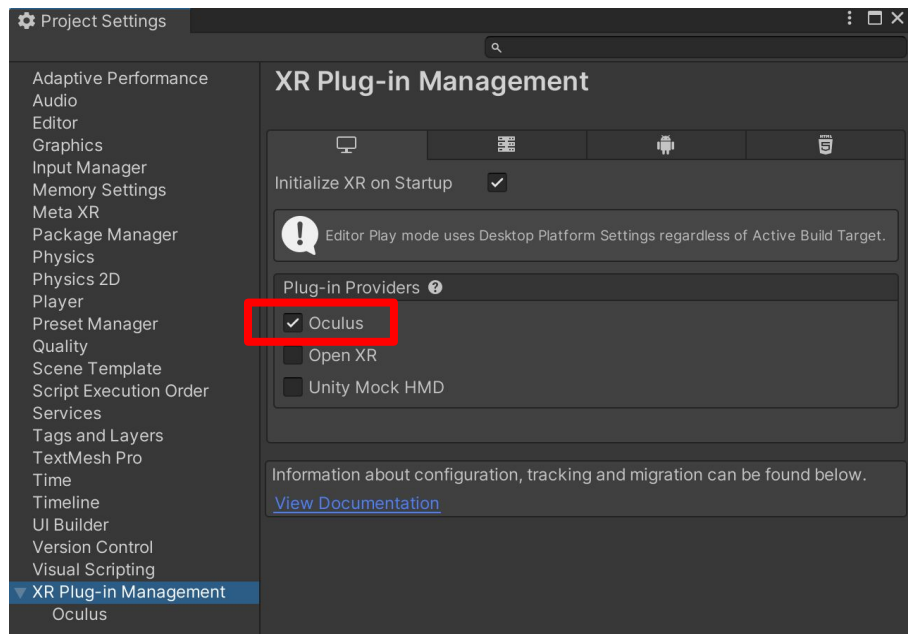 Project Settings
Adaptive Performance
Audio
Editor
Graphics
Input Manager
Memory Settings
Meta XR
Package Manager
Physics
Physics 2D
Player
Preset Manager
Quality
Scene Template
Script Execution Order
Services
Tags and Layers
TextMesh Pro
Time
Timeline
UI Builder
Version Control
Visual Scripting
XR Plug-in Management
Oculus
XR Plug-in Management
HTML
5
Initialize XR on Startup
! Editor Play mode uses Desktop Platform Settings regardless of Active Build Target.
Plug-in Providers ?
Oculus
Open XR
Unity Mock HMD
Information about configuration, tracking and migration can be found below.
View Documentation